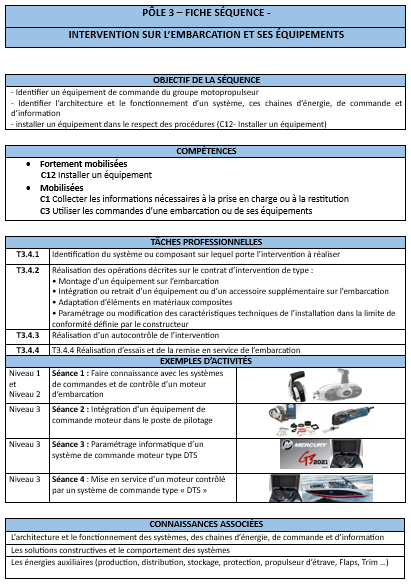 PÔLE 3 – FICHE SÉQUENCE -
INTERVENTION SUR L'EMBARCATION ET SES ÉQUIPEMENTS
OBJECTIF DE LA SÉQUENCE
- Identifier un équipement de commande du groupe motopropulseur
- Identifier l'architecture et le fonctionnement d'un système, ces chaines d'énergie, de commande et
d'information
- installer un équipement dans le respect des procédures (C12- Installer un équipement)
COMPÉTENCES
• Fortement mobilisées
C12 Installer un équipement
• Mobilisées
C1 Collecter les informations nécessaires à la prise en charge ou à la restitution
C3 Utiliser les commandes d'une embarcation ou de ses équipements
TÂCHES PROFESSIONNELLES
T3.4.1 Identification du système ou composant sur lequel porte l'intervention à réaliser
T3.4.2 Réalisation des opérations décrites sur le contrat d'intervention de type :
• Montage d'un équipement sur l'embarcation
• Intégration ou retrait d'un équipement ou d'un accessoire supplémentaire sur l'embarcation
• Adaptation d'éléments en matériaux composites
• Paramétrage ou modification des caractéristiques techniques de l'installation dans la limite de
conformité définie par le constructeur
T3.4.3 Réalisation d'un autocontrôle de l'intervention
T3.4.4 T3.4.4 Réalisation d'essais et de la remise en service de l'embarcation
EXEMPLES D'ACTIVITÉS
Niveau 1 Séance 1 : Faire connaissance avec les systèmes
et de commandes et de contrôle d'un moteur
Niveau 2 d'embarcation
Niveau 3 Séance 2 : Intégration d'un équipement de
commande moteur dans le poste de pilotage
Niveau 3 Séance 3 : Paramétrage informatique d'un
système de commande moteur type DTS
MERCURY
G3 2021
Niveau 3 Séance 4 : Mise en service d'un moteur contrôlé
par un système de commande type « DTS »
CONNAISSANCES ASSOCIÉES
L'architecture et le fonctionnement des systèmes, des chaines d'énergie, de commande et d'information
Les solutions constructives et le comportement des systèmes
Les énergies auxiliaires (production, distribution, stockage, protection, propulseur d'étrave, Flaps, Trim ...)